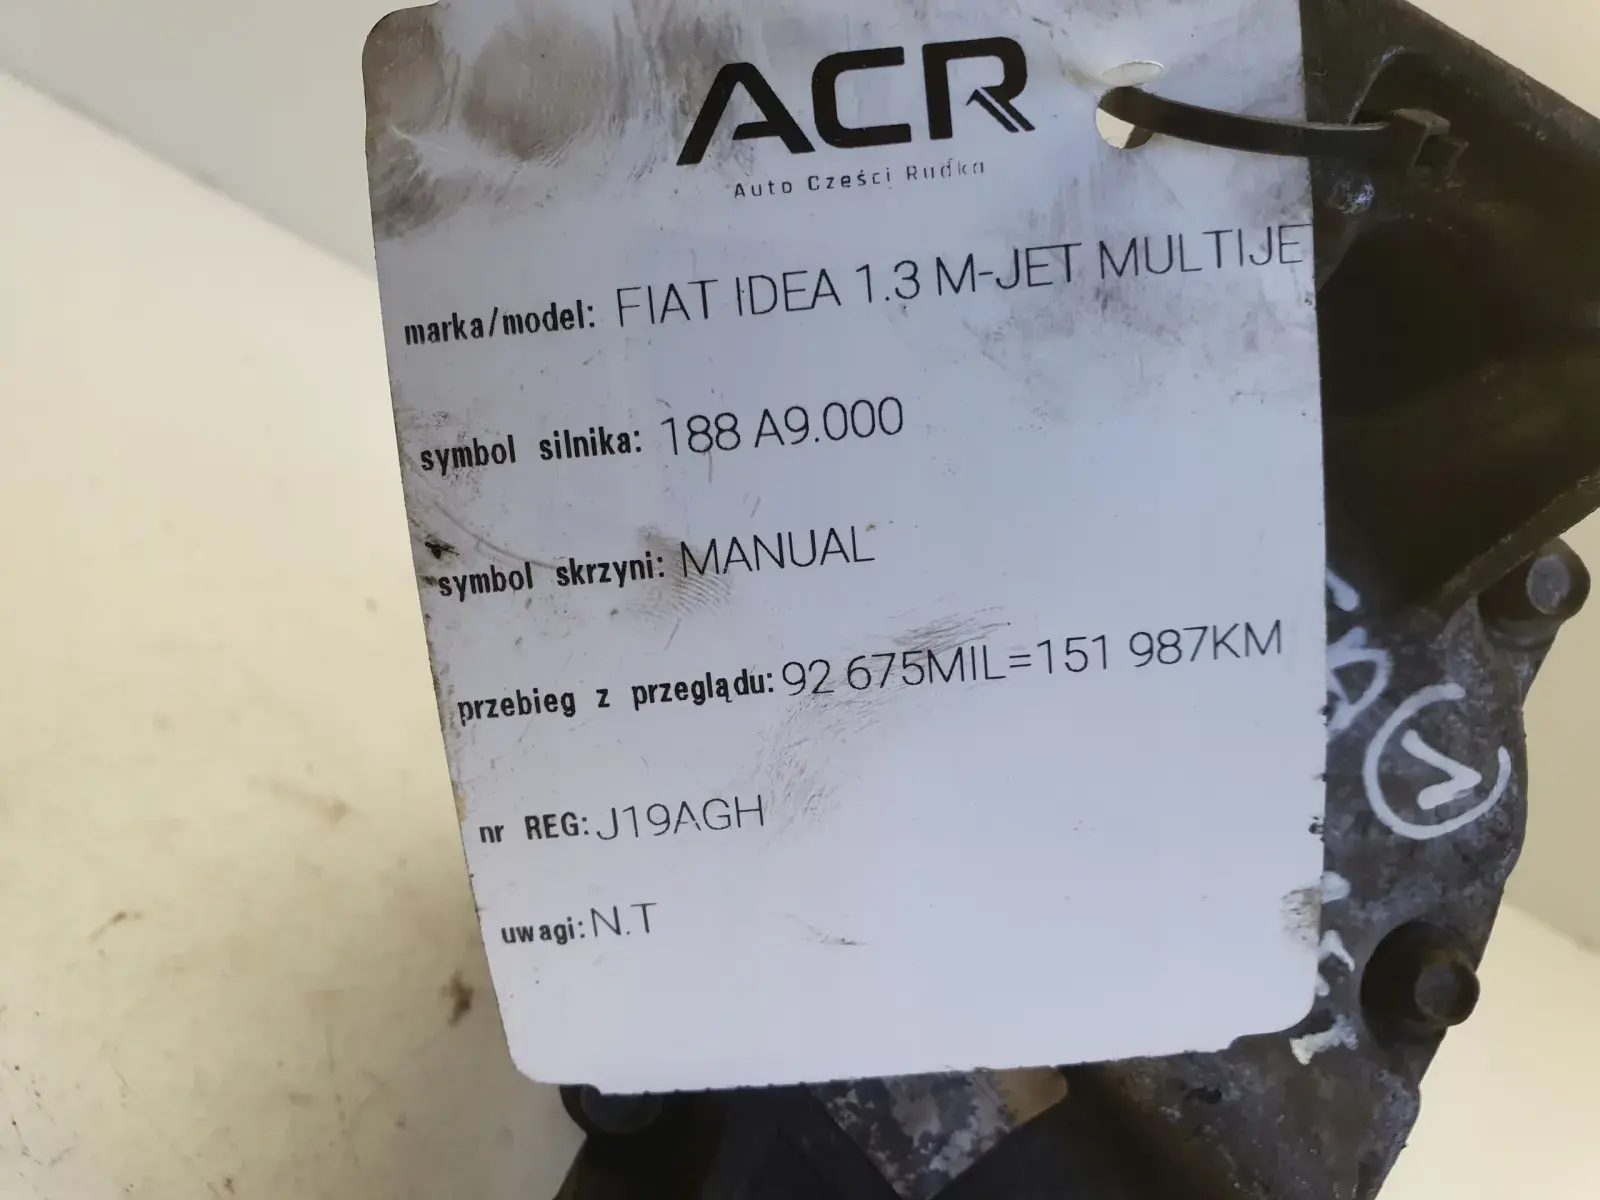 ACR
Auto Części Rudka
marka/model: FIAT IDEA 1.3 M-JET MULTIJE
symbol silnika: 188 A9.000
symbol skrzyni: MANUAL
przebieg z przeglądu: 92 675MIL=151 987KM
nr REG: J19AGH
uwagi: N.T